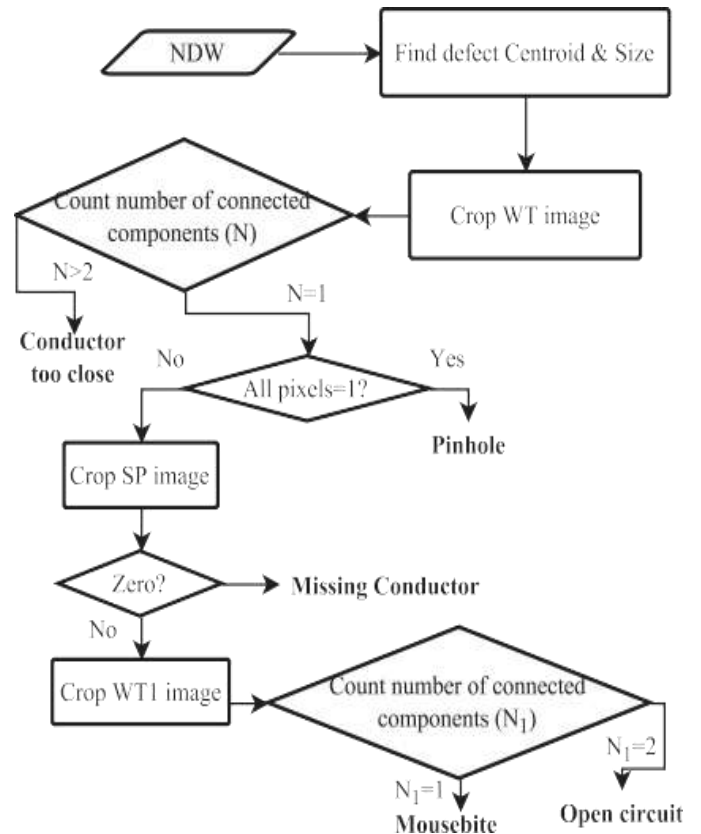 NDW
Find defect Centroid & Size
Crop WT image
Count number of connected
components (N)
N>2
Conductor
too close
N=1
All pixels=1?
No
Yes
Pinhole
Crop SP image
Zero?
Missing Conductor
No
Crop WT1 image
Count number of connected
components (N₁)
N₁=1
Mousebite
N₁=2
Open circuit